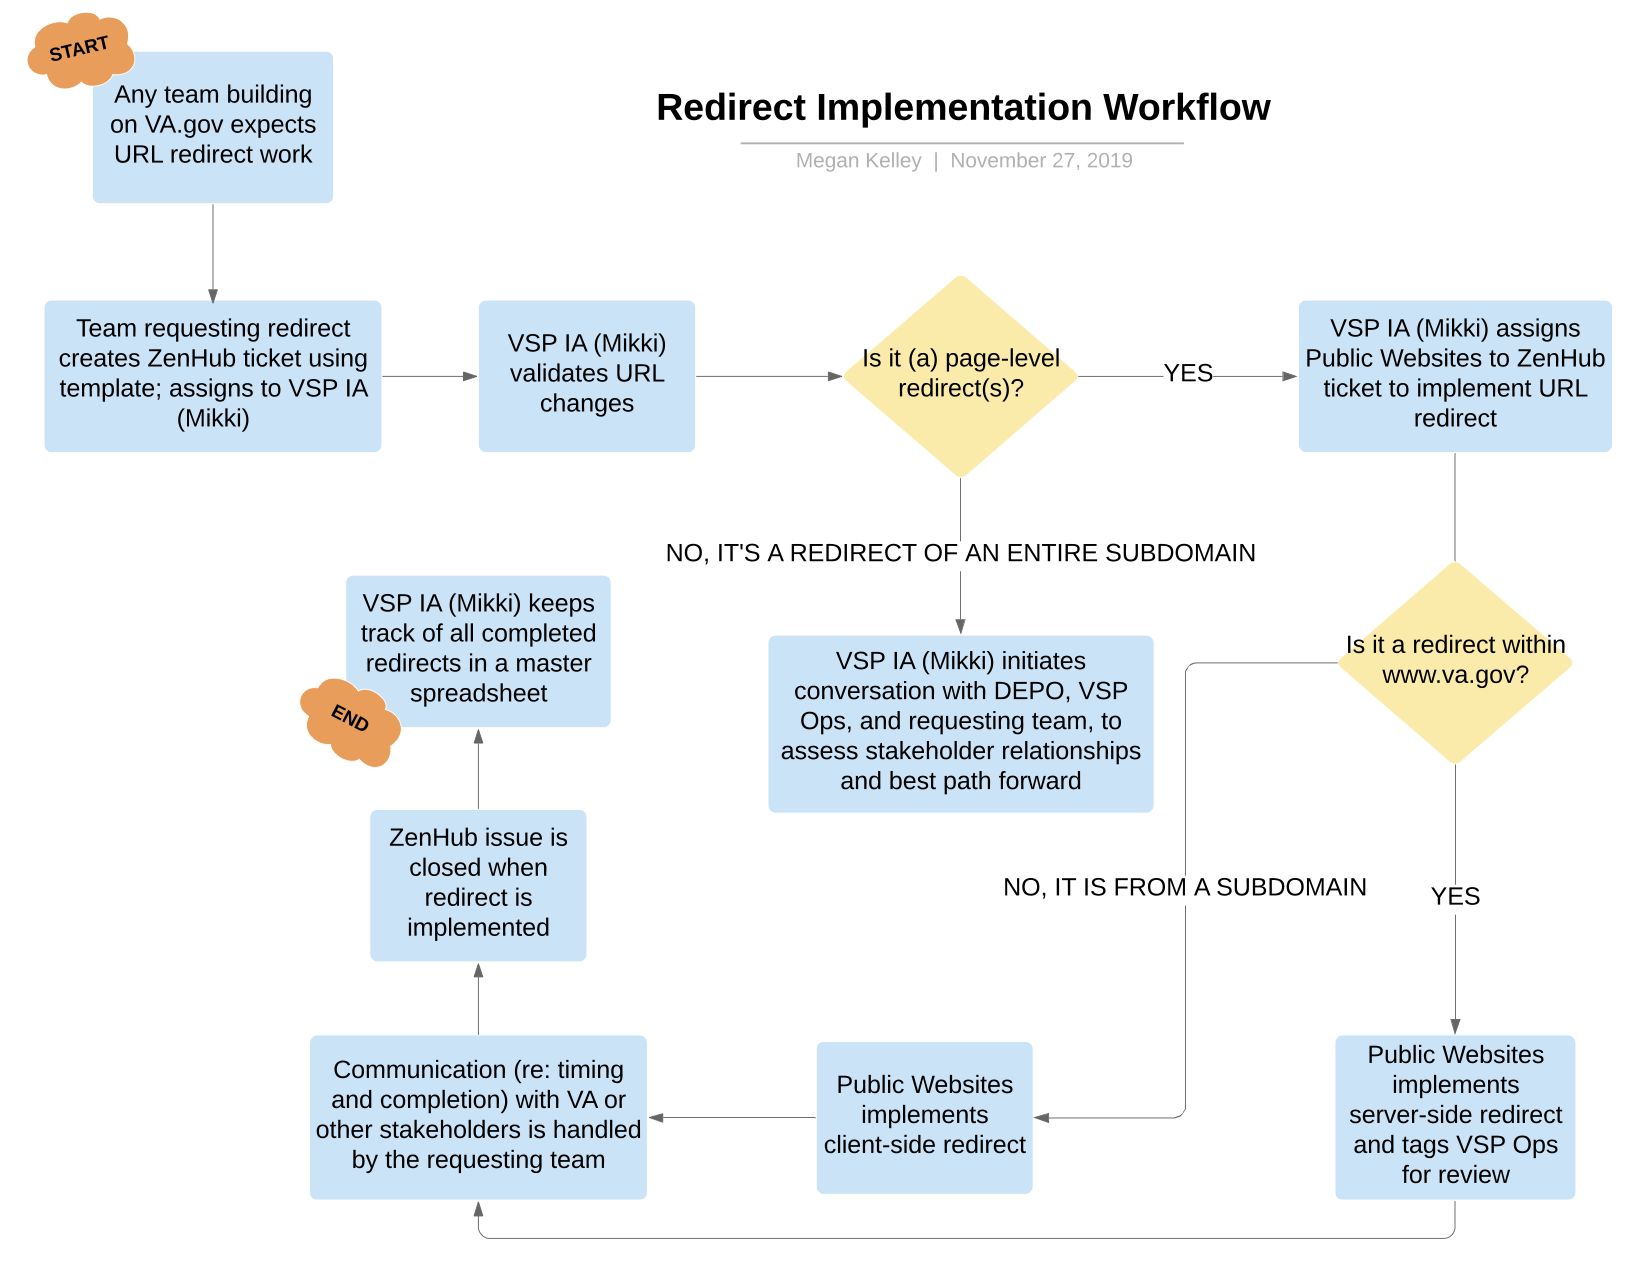 START
Any team building
on VA.gov expects
URL redirect work
Redirect Implementation Workflow
Megan Kelley | November 27, 2019
Team requesting redirect
creates ZenHub ticket using
template; assigns to VSP IA
(Mikki)
VSP IA (Mikki)
validates URL
changes
Is it (a) page-level
redirect(s)?
YES
VSP IA (Mikki) assigns
Public Websites to ZenHub
ticket to implement URL
redirect
NO, IT'S A REDIRECT OF AN ENTIRE SUBDOMAIN
VSP IA (Mikki) initiates
conversation with DEPO, VSP
Ops, and requesting team, to
assess stakeholder relationships
and best path forward
Is it a redirect within
www.va.gov?
NO, IT IS FROM A SUBDOMAIN
YES
Public Websites
implements
client-side redirect
Public Websites
implements
server-side redirect
and tags VSP Ops
for review
Communication (re: timing
and completion) with VA or
other stakeholders is handled
by the requesting team
ZenHub issue is
closed when
redirect is
implemented
VSP IA (Mikki) keeps
track of all completed
redirects in a master
spreadsheet
END